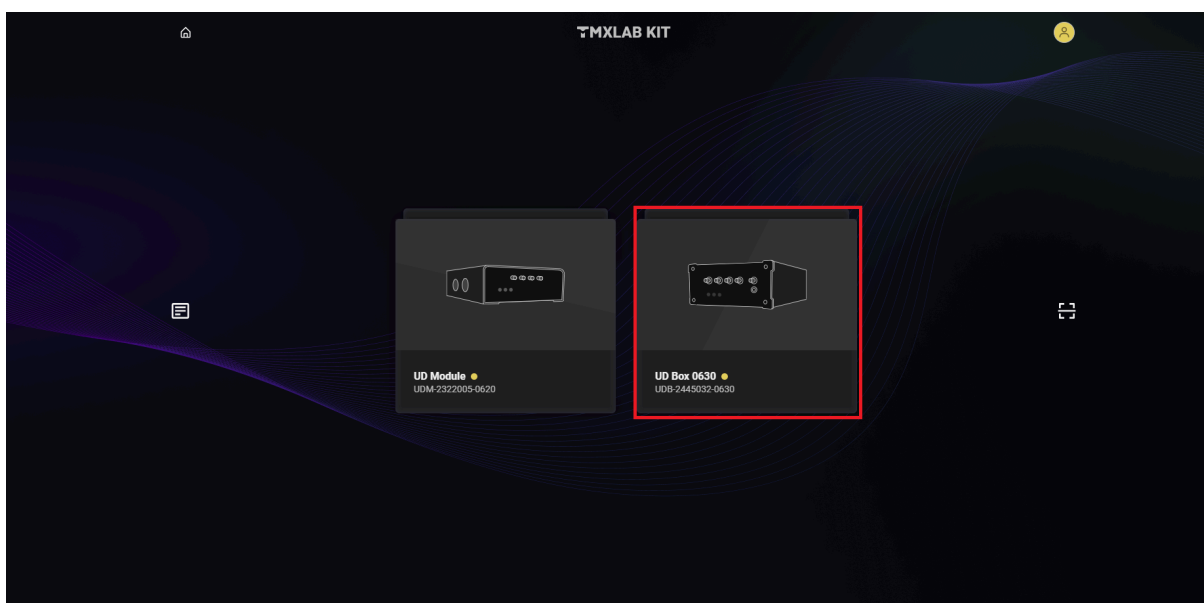 TMXLAB KIT
UD Module
UDM-2322005-0620
UD Box 0630
UDB-2445032-0630